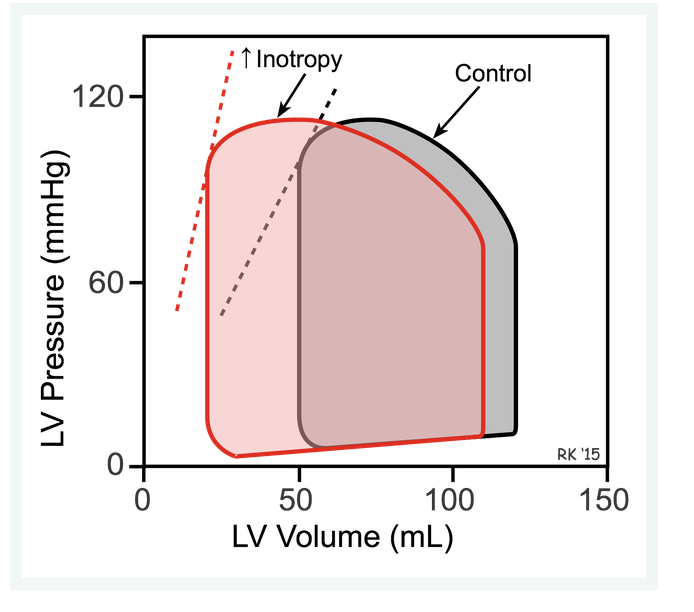 ↑ Inotropy
Control
120
60
0
LV Pressure (mmHg)
RK '15
0
50
100
150
LV Volume (mL)